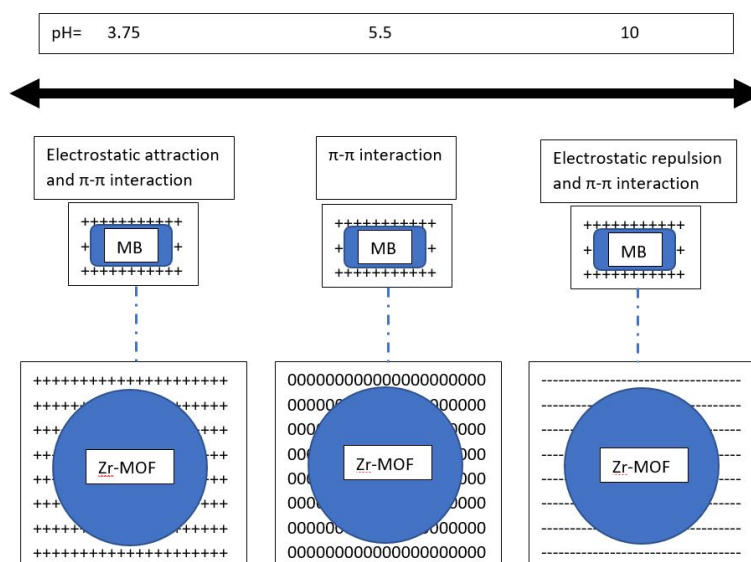 pH= 3.75 5.5 10
Electrostatic attraction
and π-π interaction
π-π interaction
Electrostatic repulsion
and π-π interaction
MB
MB
MB
Zr-MOF
Zr-MOF
Zr-MOF